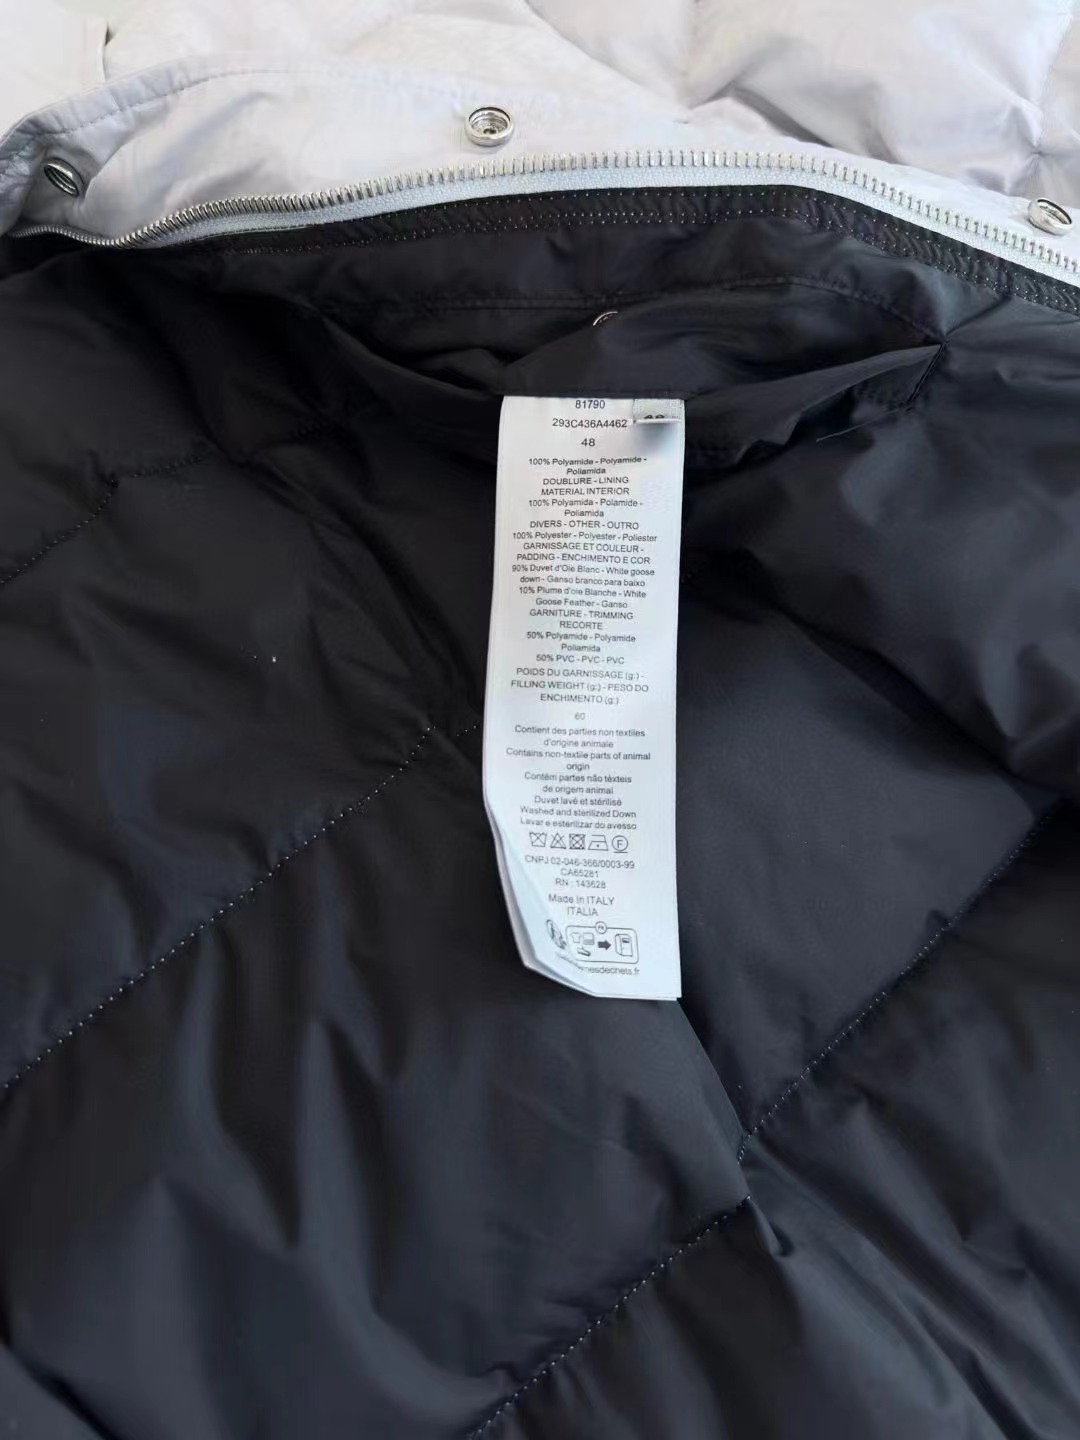 81790
293C436A4462
48
100% Polyamide - Polyamide -
Poliamida
DOUBLURE - LINING
MATERIAL INTERIOR
100% Polyamida - Polamide -
Poliamida
DIVERS - OTHER - OUTRO
100% Polyester - Polyester - Poliester
GARNISSAGE ET COULEUR -
PADDING - ENCHIMENTO E COR
90% Duvet d'Oie Blanc - White goose
down - Ganso branco para baixo
10% Plume d'oie Blanche - White
Goose Feather - Ganso
GARNITURE - TRIMMING
RECORTE
50% Polyamide - Polyamide
Poliamida
50% PVC - PVC - PVC
POIDS DU GARNISSAGE (g:) -
FILLING WEIGHT (g:) - PESO DO
ENCHIMENTO (g:)
60
Contient des parties non textiles
d'origine animale
Contains non-textile parts of animal
origin
Contêm partes não têxteis
de origem animal
Duvet lavé et stérilisé
Washed and sterilized Down
Lavar e esterilizar do avesso
F
CNPJ 02-046-366/0003-99
CA65281
RN : 143628
Made in ITALY
ITALIA
FR